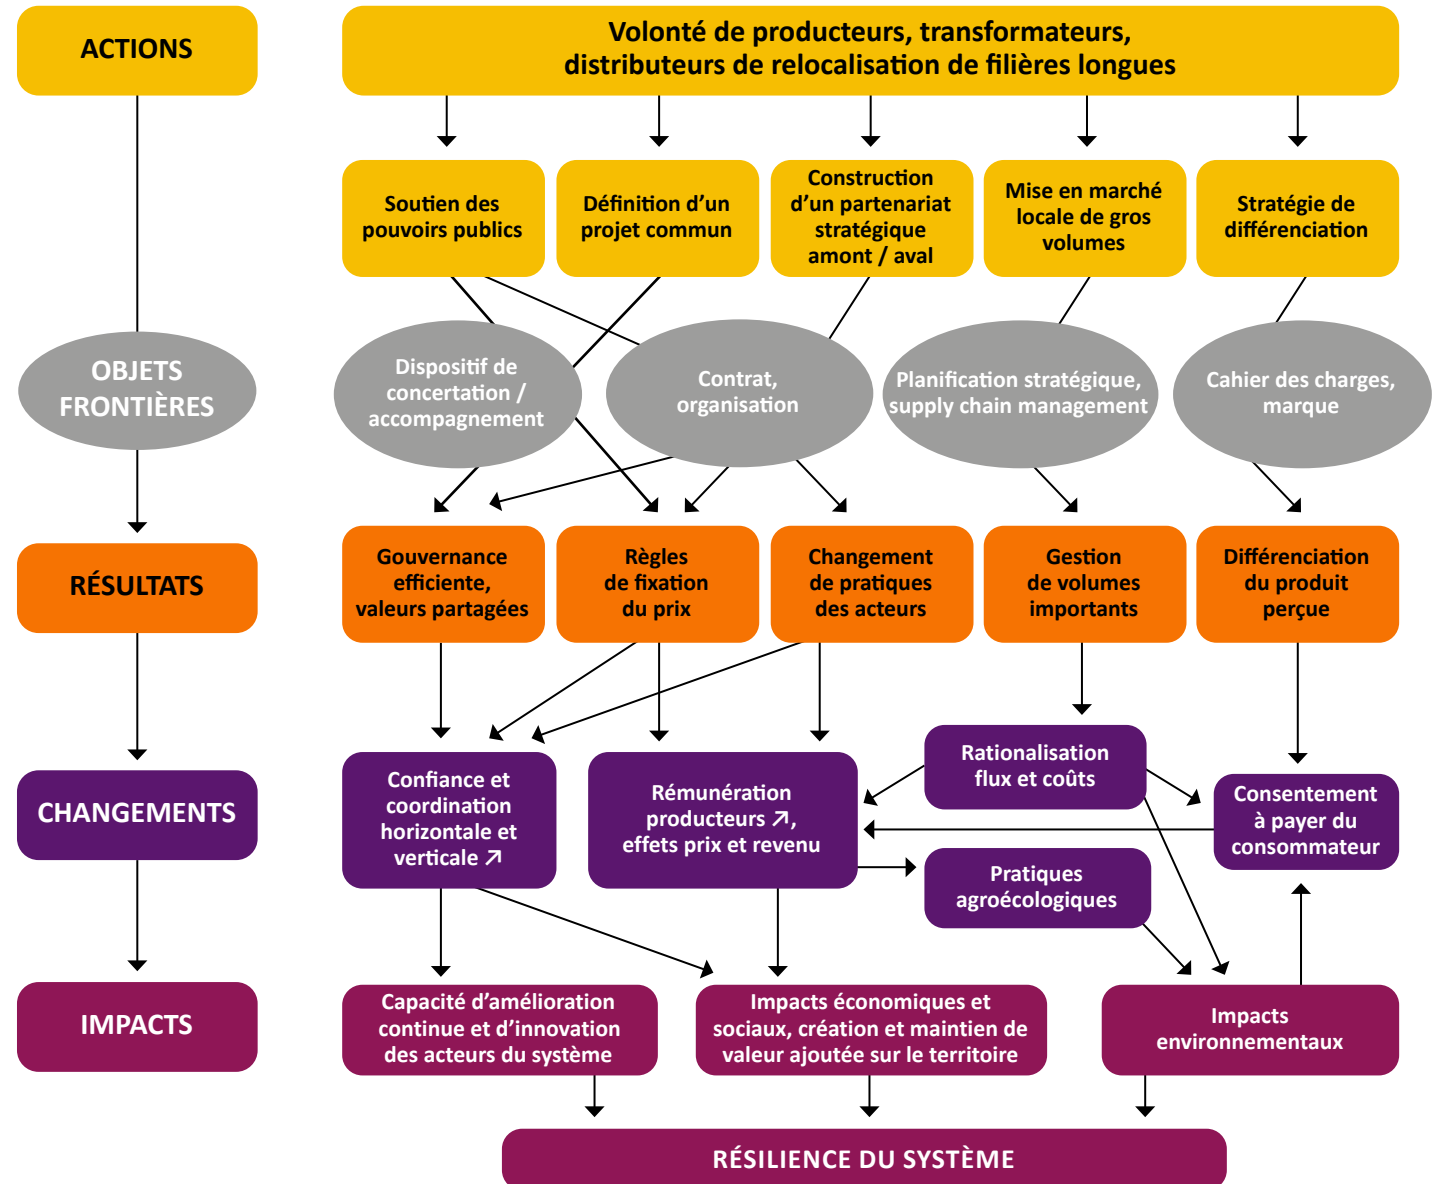 ACTIONS
Volonté de producteurs, transformateurs,
distributeurs de relocalisation de filières longues
Soutien des
pouvoirs publics
Définition d’un
projet commun
Construction
d’un partenariat
stratégique
amont / aval
Mise en marché
locale de gros
volumes
Stratégie de
différenciation
OBJETS
FRONTIÈRES
Dispositif de
concertation /
accompagnement
Contrat,
organisation
Planification stratégique,
supply chain management
Cahier des charges,
marque
RÉSULTATS
Gouvernance
efficiente,
valeurs partagées
Règles
de fixation
du prix
Changement
de pratiques
des acteurs
Gestion
de volumes
importants
Différenciation
du produit
perçue
CHANGEMENTS
Confiance et
coordination
horizontale et
verticale ↗
Rémunération
producteurs ↗,
effets prix et revenu
Rationalisation
flux et coûts
Consentement
à payer du
consommateur
Pratiques
agroécologiques
IMPACTS
Capacité d’amélioration
continue et d’innovation
des acteurs du système
Impacts économiques et
sociaux, création et maintien de
valeur ajoutée sur le territoire
Impacts
environnementaux
RÉSILIENCE DU SYSTÈME